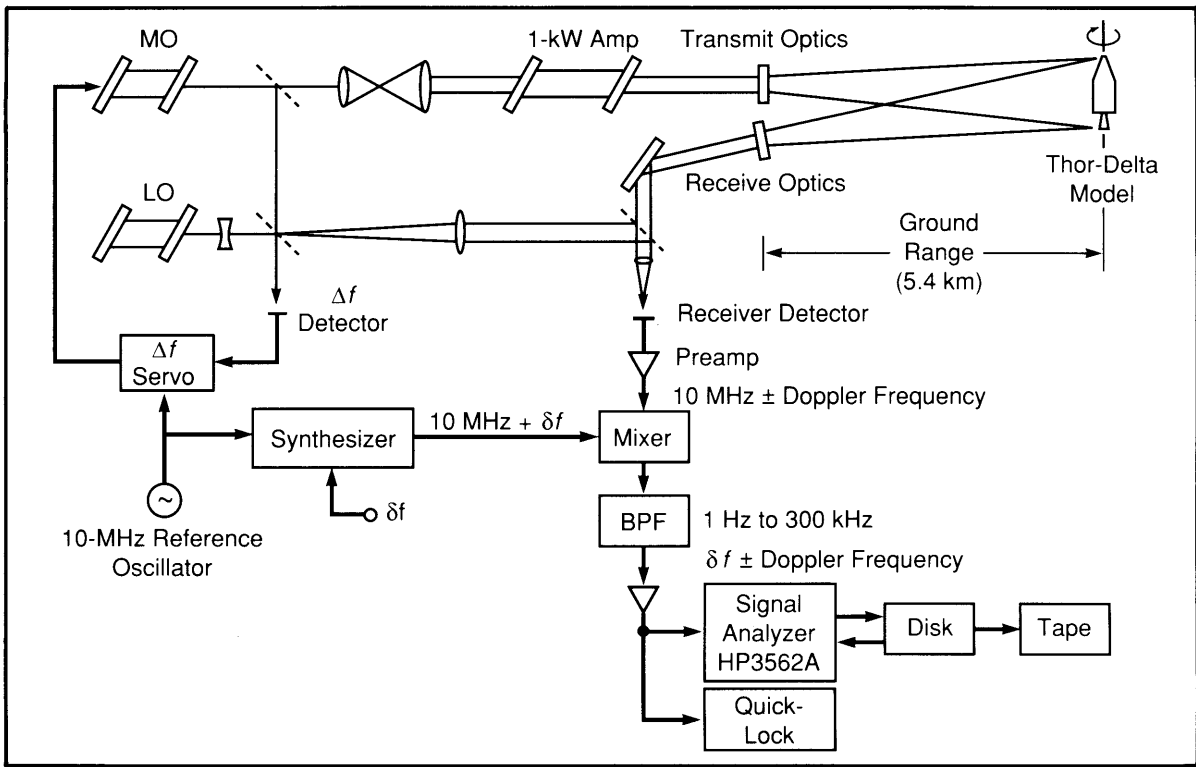 MO
1-kW Amp
Transmit Optics
LO
Receive Optics
Thor-Delta
Model
Ground
Range
(5.4 km)
Δf
Detector
Receiver Detector
Δf
Servo
Preamp
10 MHz ± Doppler Frequency
Synthesizer
10 MHz + δf
Mixer
~
δf
10-MHz Reference
Oscillator
BPF
1 Hz to 300 kHz
δf ± Doppler Frequency
Signal
Analyzer
HP3562A
Disk
Tape
Quick-
Lock